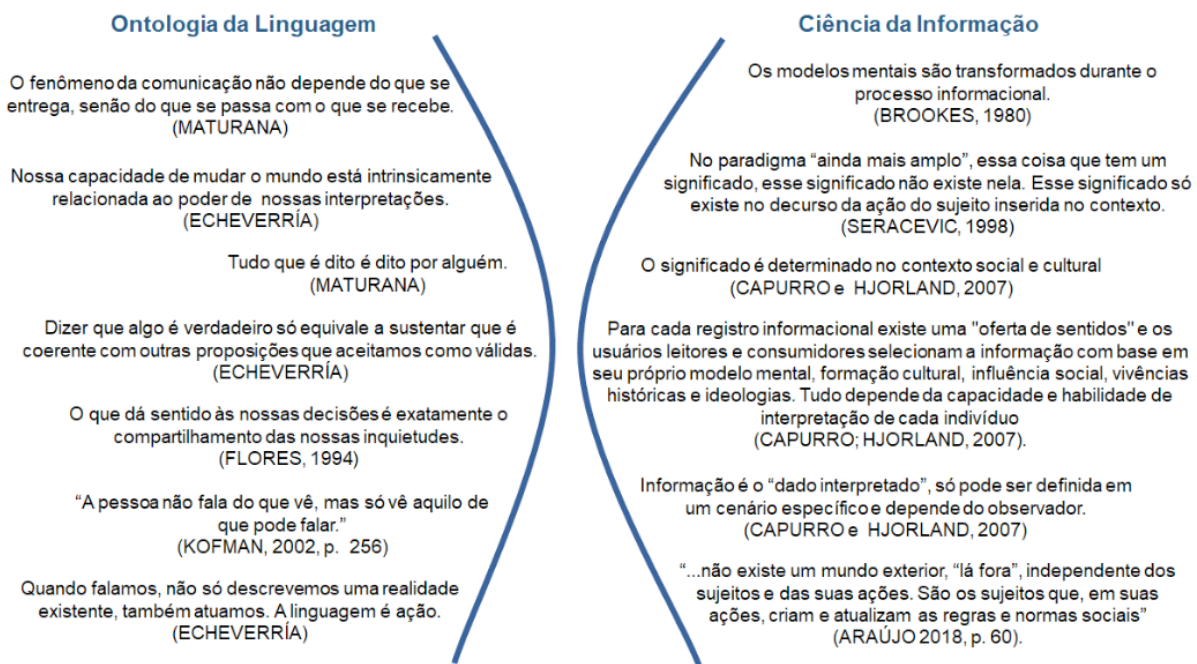 Ontologia da Linguagem
O fenômeno da comunicação não depende do que se
entrega, senão do que se passa com o que se recebe.
(MATURANA)
Nossa capacidade de mudar o mundo está intrinsicamente
relacionada ao poder de nossas interpretações.
(ECHEVERRÍA)
Tudo que é dito é dito por alguém.
(MATURANA)
Dizer que algo é verdadeiro só equivale a sustentar que é
coerente com outras proposições que aceitamos como válidas.
(ECHEVERRÍA)
O que dá sentido às nossas decisões é exatamente o
compartilhamento das nossas inquietudes.
(FLORES, 1994)
“A pessoa não fala do que vê, mas só vê aquilo de
que pode falar.”
(KOFMAN, 2002, p. 256)
Quando falamos, não só descrevemos uma realidade
existente, também atuamos. A linguagem é ação.
(ECHEVERRÍA)
Ciência da Informação
Os modelos mentais são transformados durante o
processo informacional.
(BROOKES, 1980)
No paradigma “ainda mais amplo”, essa coisa que tem um
significado, esse significado não existe nela. Esse significado só
existe no decurso da ação do sujeito inserida no contexto.
(SERACEVIC, 1998)
O significado é determinado no contexto social e cultural
(CAPURRO e HJORLAND, 2007)
Para cada registro informacional existe uma "oferta de sentidos" e os
usuários leitores e consumidores selecionam a informação com base em
seu próprio modelo mental, formação cultural, influência social, vivências
históricas e ideologias. Tudo depende da capacidade e habilidade de
interpretação de cada indivíduo
(CAPURRO; HJORLAND, 2007).
Informação é o “dado interpretado”, só pode ser definida em
um cenário específico e depende do observador.
(CAPURRO e HJORLAND, 2007)
“...não existe um mundo exterior, “lá fora”, independente dos
sujeitos e das suas ações. São os sujeitos que, em suas
ações, criam e atualizam as regras e normas sociais”
(ARAÚJO 2018, p. 60).